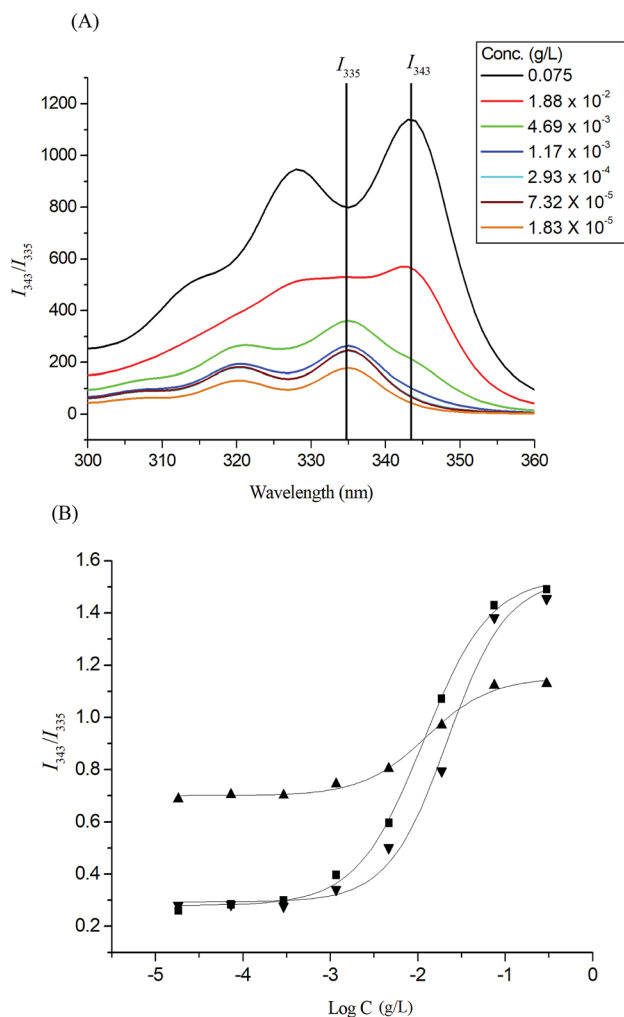 (A)
I335 I343
Conc. (g/L)
0.075
1.88 x 10-2
4.69 x 10-3
1.17 x 10-3
2.93 x 10-4
7.32 X 10-5
1.83 x 10-5
1200
1000
800
600
400
200
0
I343/I335
300 310 320 330 340 350 360
Wavelength (nm)
(B)
1.6
1.4
1.2
1.0
0.8
0.6
0.4
0.2
I343/I335
-5 -4 -3 -2 -1 0
Log C (g/L)